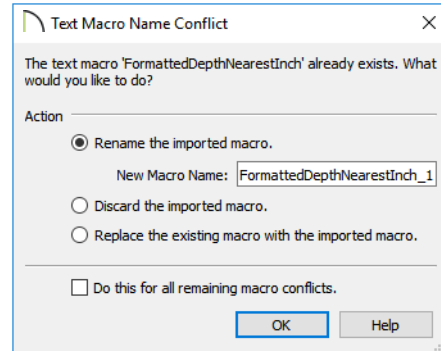 Text Macro Name Conflict
The text macro 'FormattedDepthNearestInch' already exists. What
would you like to do?
Action
Rename the imported macro.
New Macro Name: FormattedDepthNearestInch_1
Discard the imported macro.
Replace the existing macro with the imported macro.
Do this for all remaining macro conflicts.
OK Help